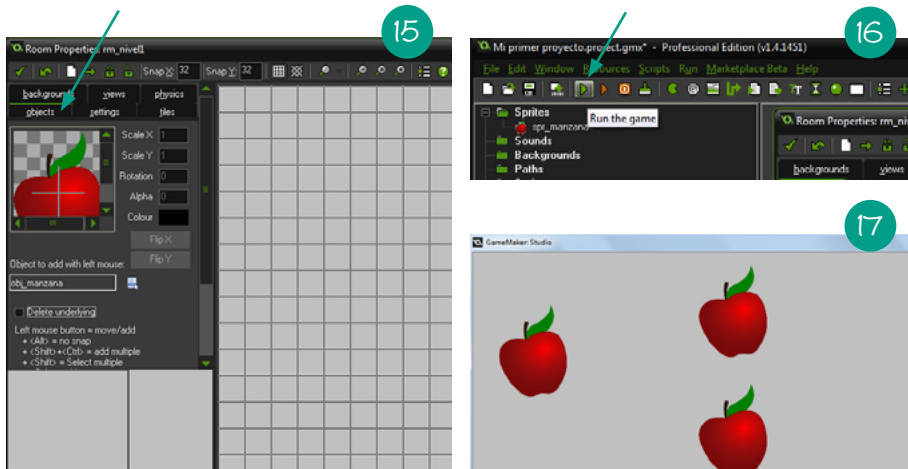 15
Room Properties: rm_nivel1
Snap X: 32 Snap Y: 32
backgrounds views physics
objects settings tiles
Scale X 1
Scale Y 1
Rotation 0
Alpha 0
Colour
Flip X
Flip Y
Object to add with left mouse:
obj_manzana
Delete underlying
Left mouse button = move/add
+ <Alt> = no snap
+ <Shift>+<Ctrl> = add multiple
+ <Shift> = Select multiple
16
Mi primer proyecto.project.gmx* - Professional Edition (v1.4.1451)
File Edit Window Resources Scripts Run Marketplace Beta Help
Run the game
Sprites
spr_manzana
Sounds
Backgrounds
Paths
Room Properties: rm_niv
backgrounds views
17
GameMaker: Studio